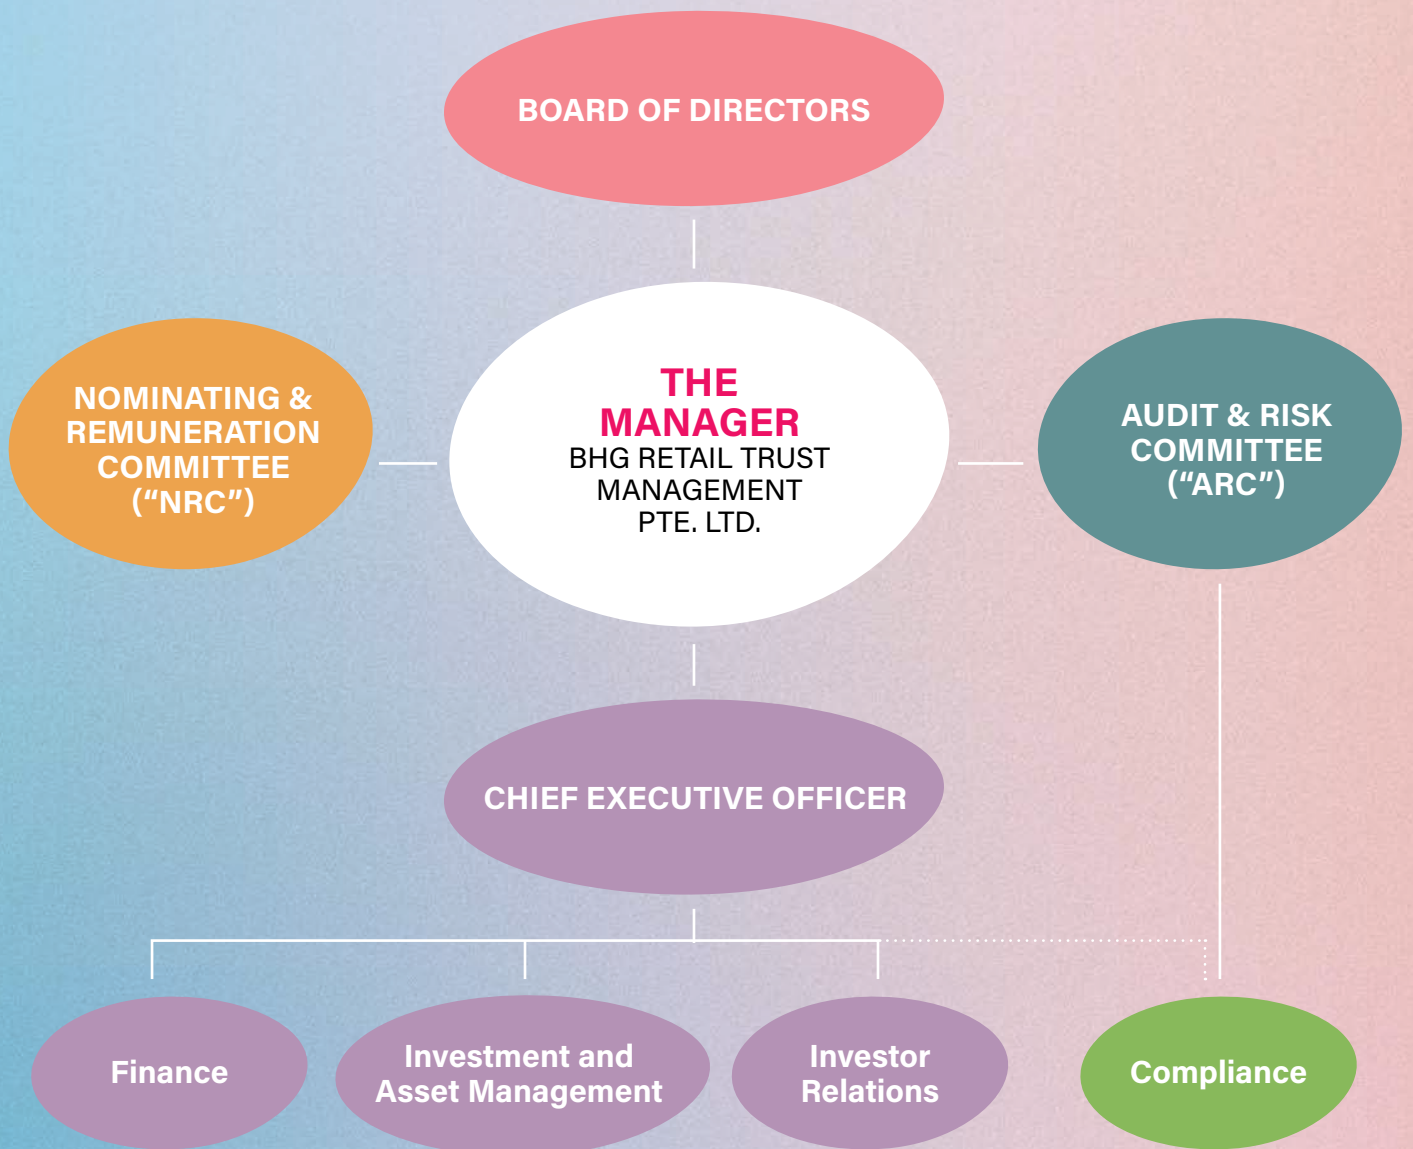 BOARD OF DIRECTORS
NOMINATING &
REMUNERATION
COMMITTEE
(“NRC”)
THE
MANAGER
BHG RETAIL TRUST
MANAGEMENT
PTE. LTD.
AUDIT & RISK
COMMITTEE
(“ARC”)
CHIEF EXECUTIVE OFFICER
Finance
Investment and
Asset Management
Investor
Relations
Compliance